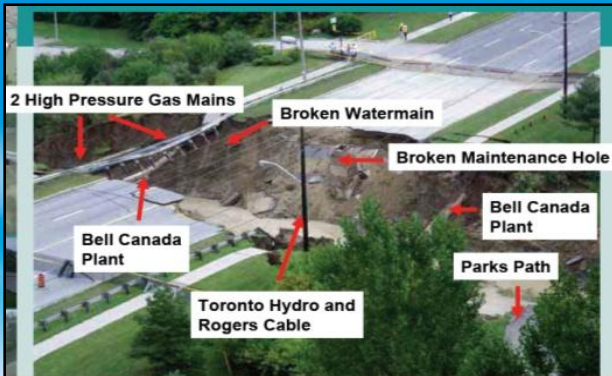 2 High Pressure Gas Mains
Broken Watermain
Broken Maintenance Hole
Bell Canada
Plant
Bell Canada
Plant
Parks Path
Toronto Hydro and
Rogers Cable